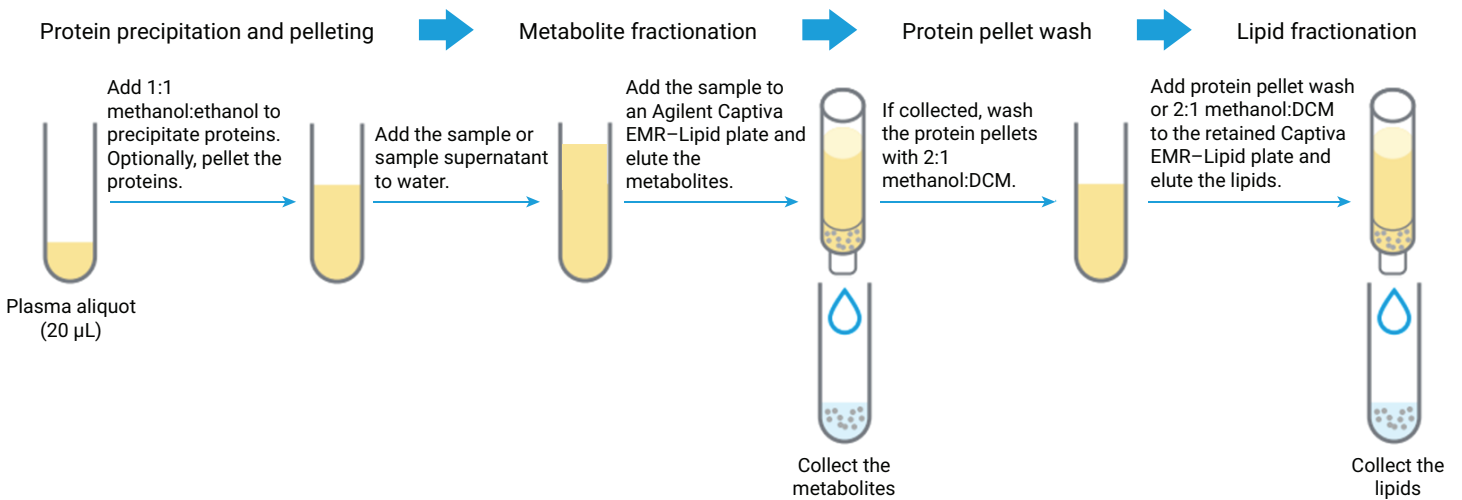 Protein precipitation and pelleting
Metabolite fractionation
Protein pellet wash
Lipid fractionation
Add 1:1
methanol:ethanol to
precipitate proteins.
Optionally, pellet the
proteins.
Add the sample or
sample supernatant
to water.
Add the sample to
an Agilent Captiva
EMR–Lipid plate and
elute the
metabolites.
If collected, wash
the protein pellets
with 2:1
methanol:DCM.
Add protein pellet wash
or 2:1 methanol:DCM
to the retained Captiva
EMR–Lipid plate and
elute the lipids.
Plasma aliquot
(20 µL)
Collect the
metabolites
Collect the
lipids